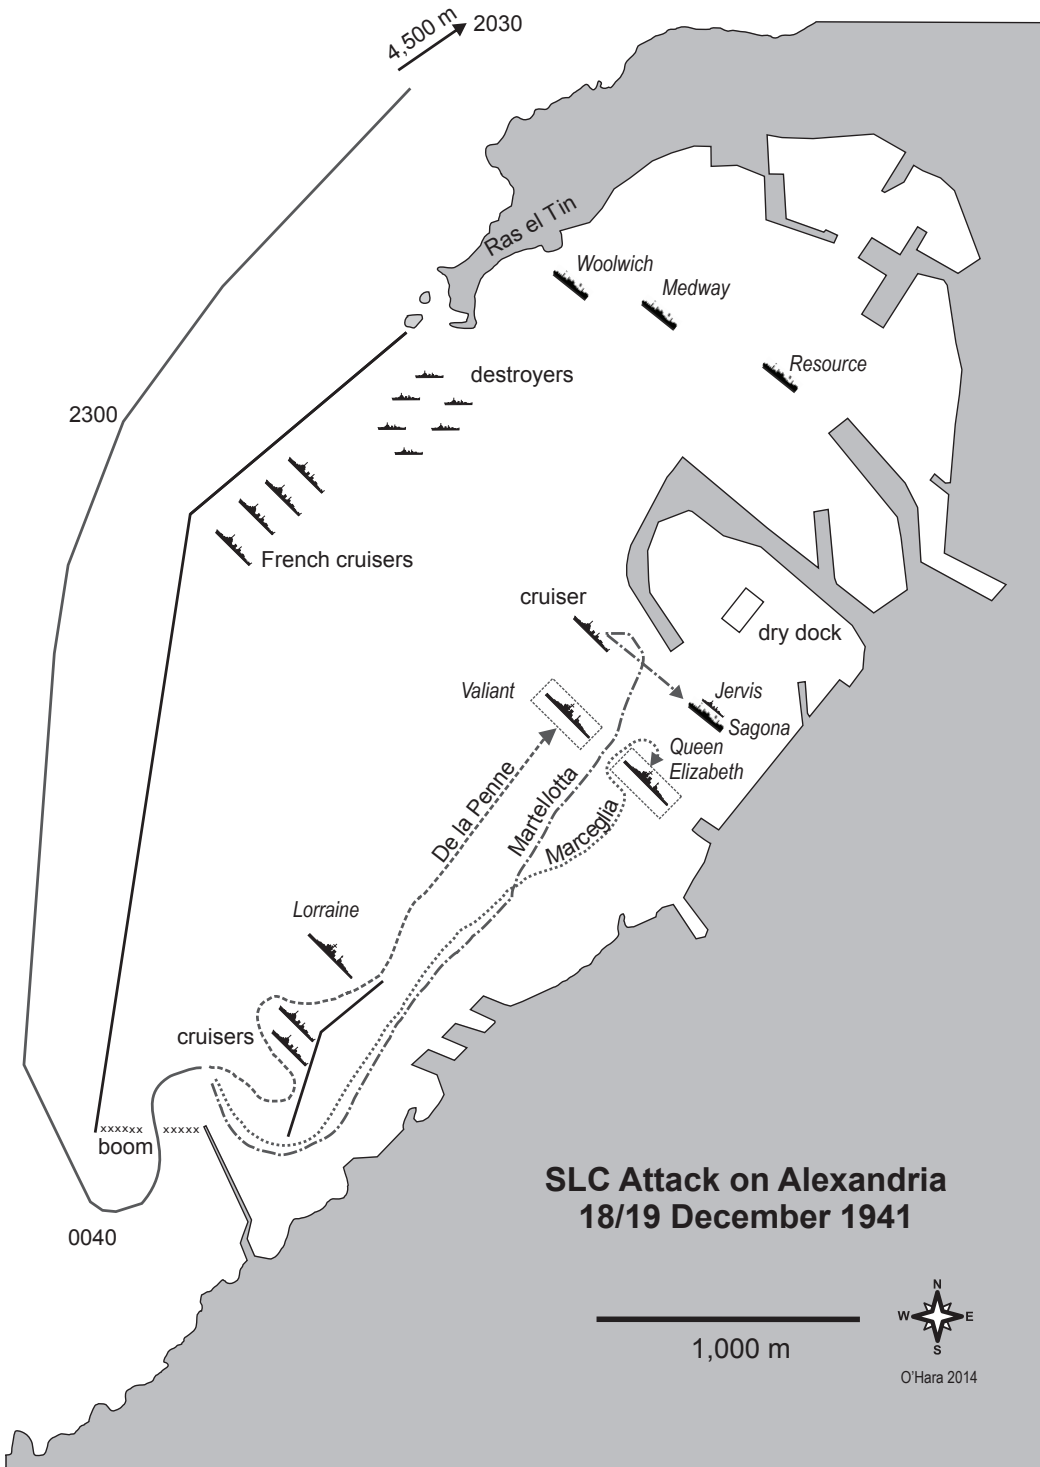 4,500 m
2030
Ras el Tin
Woolwich
Medway
Resource
destroyers
2300
French cruisers
cruiser
dry dock
Valiant
Jervis
Sagona
Queen
Elizabeth
De la Penne
Martellotta
Marceglia
Lorraine
cruisers
xxxxxx xxxxx
boom
0040
SLC Attack on Alexandria
18/19 December 1941
1,000 m
N
W E
S
O'Hara 2014